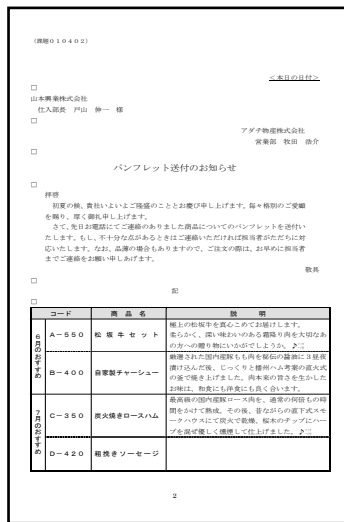 (課題010402)
<本日の日付>
山本興業株式会社
仕入部長 戸山 伸一 様
アダチ物産株式会社
営業部 牧田 浩介
パンフレット送付のお知らせ
拝啓
初夏の候、貴社いよいよご隆盛のこととお慶び申し上げます。毎々格別のご愛顧
を賜り、厚く御礼申し上げます。
さて、先日お電話にてご連絡のありました商品についてのパンフレットを送付い
たします。もし、不十分な点があるときはご連絡いただければ担当者がただちに対
応いたします。なお、品薄の場合もありますので、ご注文の際は、お早めに担当者
までご連絡をお願い申しあげます。
敬具
記
コード 商品名 説明
6月のおすすめ
A-550 松坂牛セット
極上の松坂牛を真心こめてお届けします。
柔らかく、深い味わいのある霜降り肉を大切なあ
の方への贈り物にいかがでしょうか。♪
B-400 自家製チャーシュー
厳選された国内産豚もも肉を秘伝の醤油に3昼夜
漬け込んだ後、じっくりと播州ハム考案の直火式
の釜で焼き上げました。肉本来の旨さを生かした
お味は、和食にも洋食にも良く合います。
7月のおすすめ
C-350 炭火焼きロースハム
最高級の国内産豚ロース肉を、通常の何倍もの時
間をかけて熟成。その後、昔ながらの直下式スモ
ークハウスにて炭火で乾燥、桜木のチップにハー
ブを混ぜ優しく燻煙して仕上げました。♪
D-420 粗挽きソーセージ
2